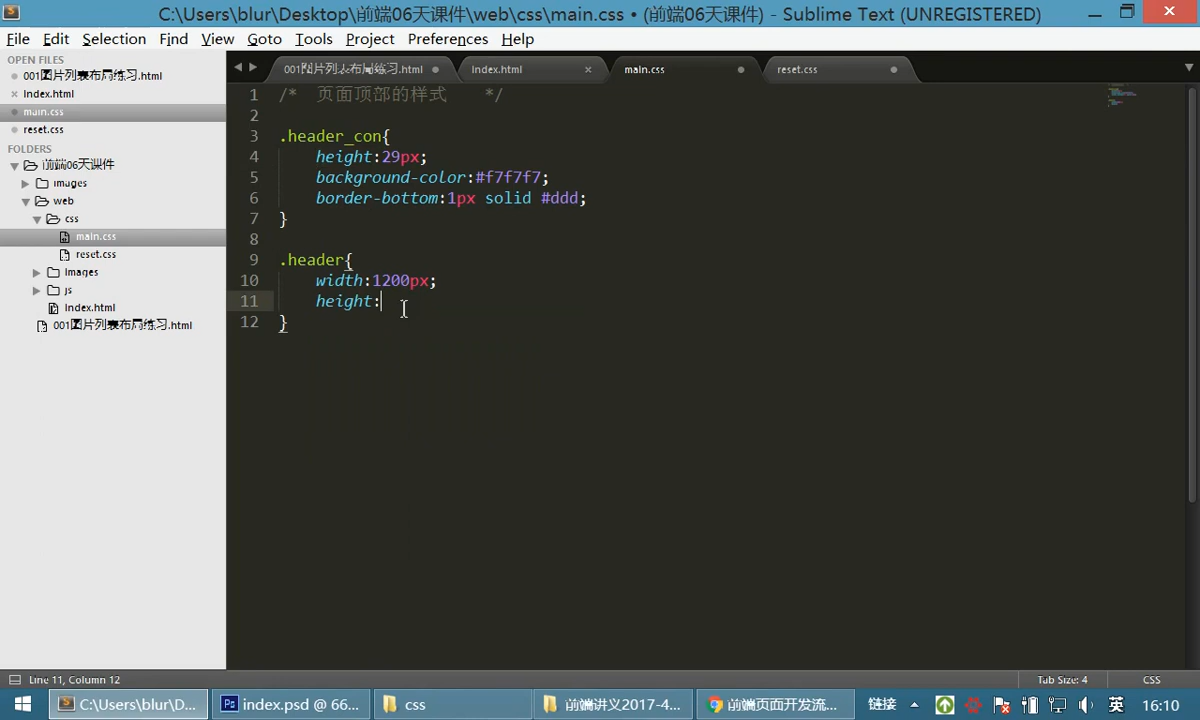 C:\Users\blur\Desktop\前端06天课件\web\css\main.css • (前端06天课件) - Sublime Text (UNREGISTERED)
File Edit Selection Find View Goto Tools Project Preferences Help
OPEN FILES
001图片列表布局练习.html
Index.html
main.css
reset.css
FOLDERS
前端06天课件
images
web
css
main.css
reset.css
Images
js
Index.html
001图片列表布局练习.html
001图片列表布局练习.html Index.html main.css reset.css
1 /* 页面顶部的样式 */
2
3 .header_con{
4 height:29px;
5 background-color:#f7f7f7;
6 border-bottom:1px solid #ddd;
7 }
8
9 .header{
10 width:1200px;
11 height:
12 }
Line 11, Column 12 Tab Size: 4 CSS
C:\Users\blur\D... index.psd @ 66... css 前端讲义2017-4... 前端页面开发流... 链接 英 16:10